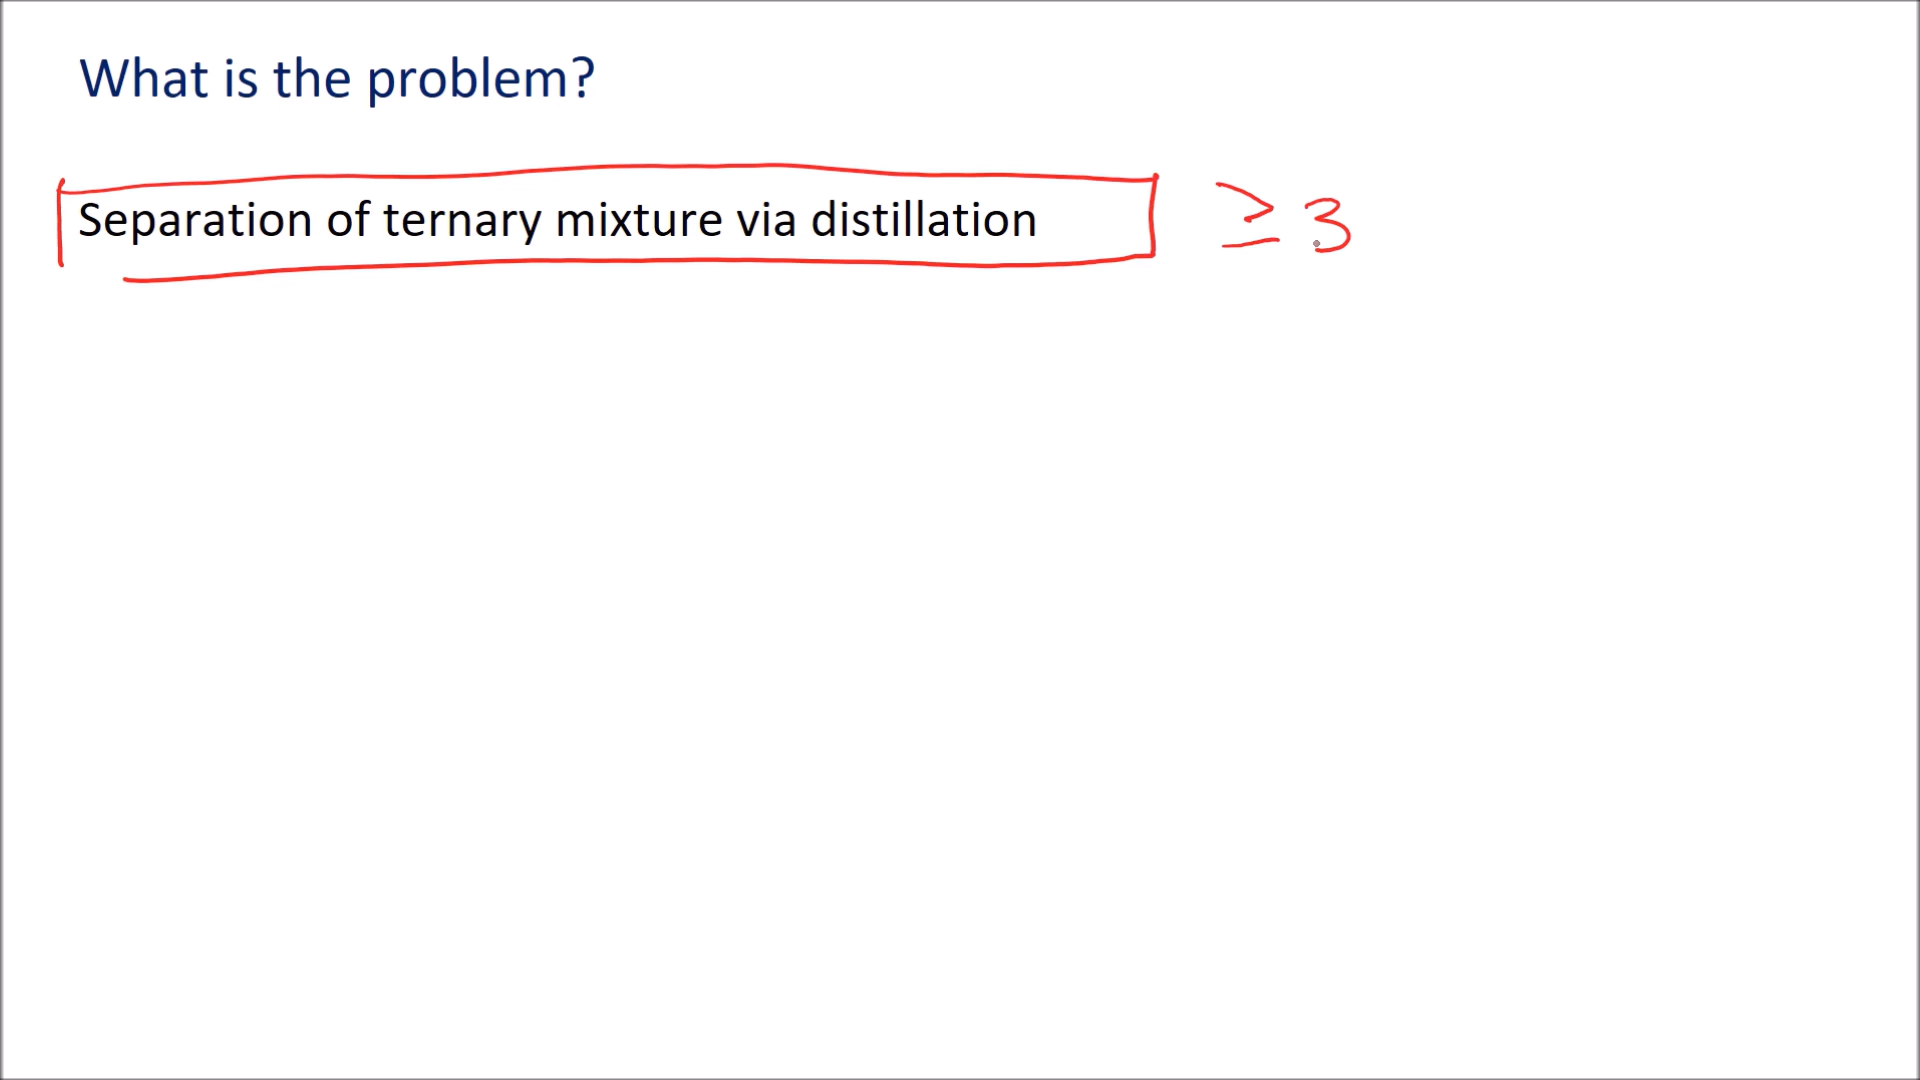 What is the problem?
Separation of ternary mixture via distillation ≥ 3